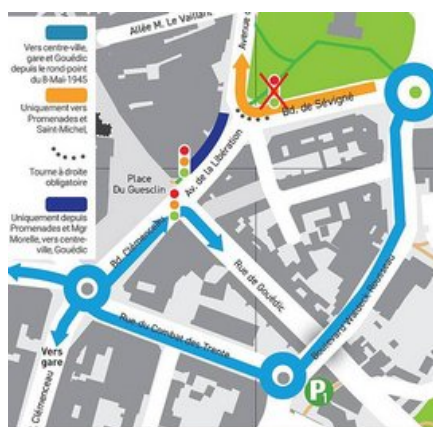 Vers centre-ville,
gare et Gouédic
depuis le rond-point
du 8-Mai-1945
Uniquement vers
Promenades et
Saint-Michel,
Tourne à droite
obligatoire
Uniquement depuis
Promenades et Mgr
Morelle, vers centre-
ville, Gouédic
Allée M. Le Vaillant
Avenue d
Bd. de Sévigné
Place
Du Guesclin
Av. de la Libération
Bd. Clémenceau
Rue de Gouédic
Boulevard Waldeck Rousseau
Rue du Combat des Trente
Vers
gare
Clémenceau
P1